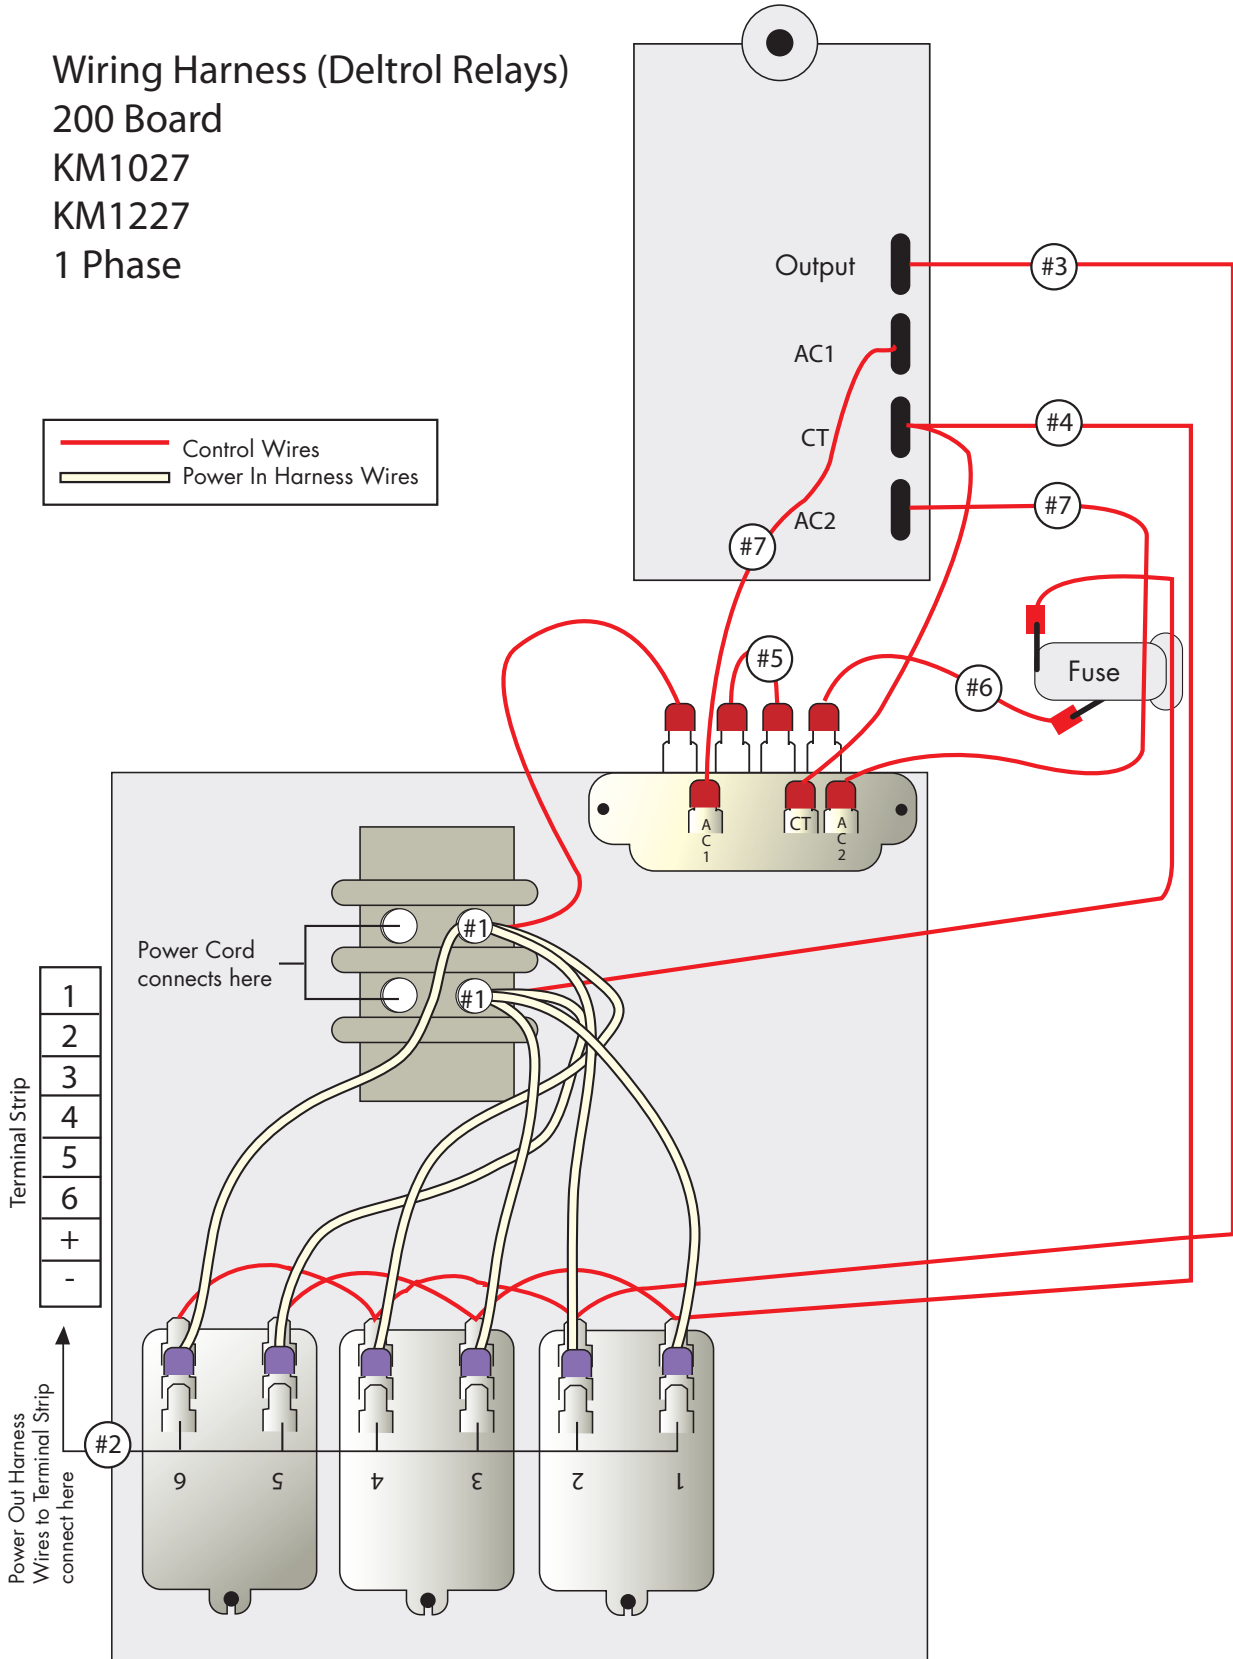 Wiring Harness (Deltrol Relays)
200 Board
KM1027
KM1227
1 Phase
Control Wires
Power In Harness Wires
Output
AC1
CT
AC2
#3
#4
#7
#7
#5
#6
Fuse
AC1
CT
AC2
Power Cord
connects here
#1
#1
Terminal Strip
1
2
3
4
5
6
+
-
#2
Power Out Harness
Wires to Terminal Strip
connect here
6
5
4
3
2
1